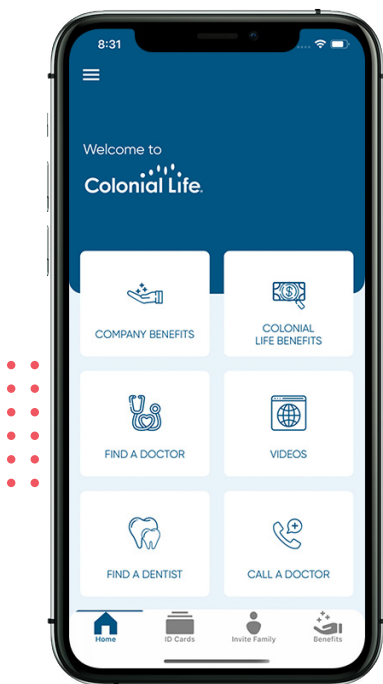 8:31
Welcome to
Colonial Life.
COMPANY BENEFITS
COLONIAL
LIFE BENEFITS
FIND A DOCTOR
VIDEOS
FIND A DENTIST
CALL A DOCTOR
Home
ID Cards
Invite Family
Benefits